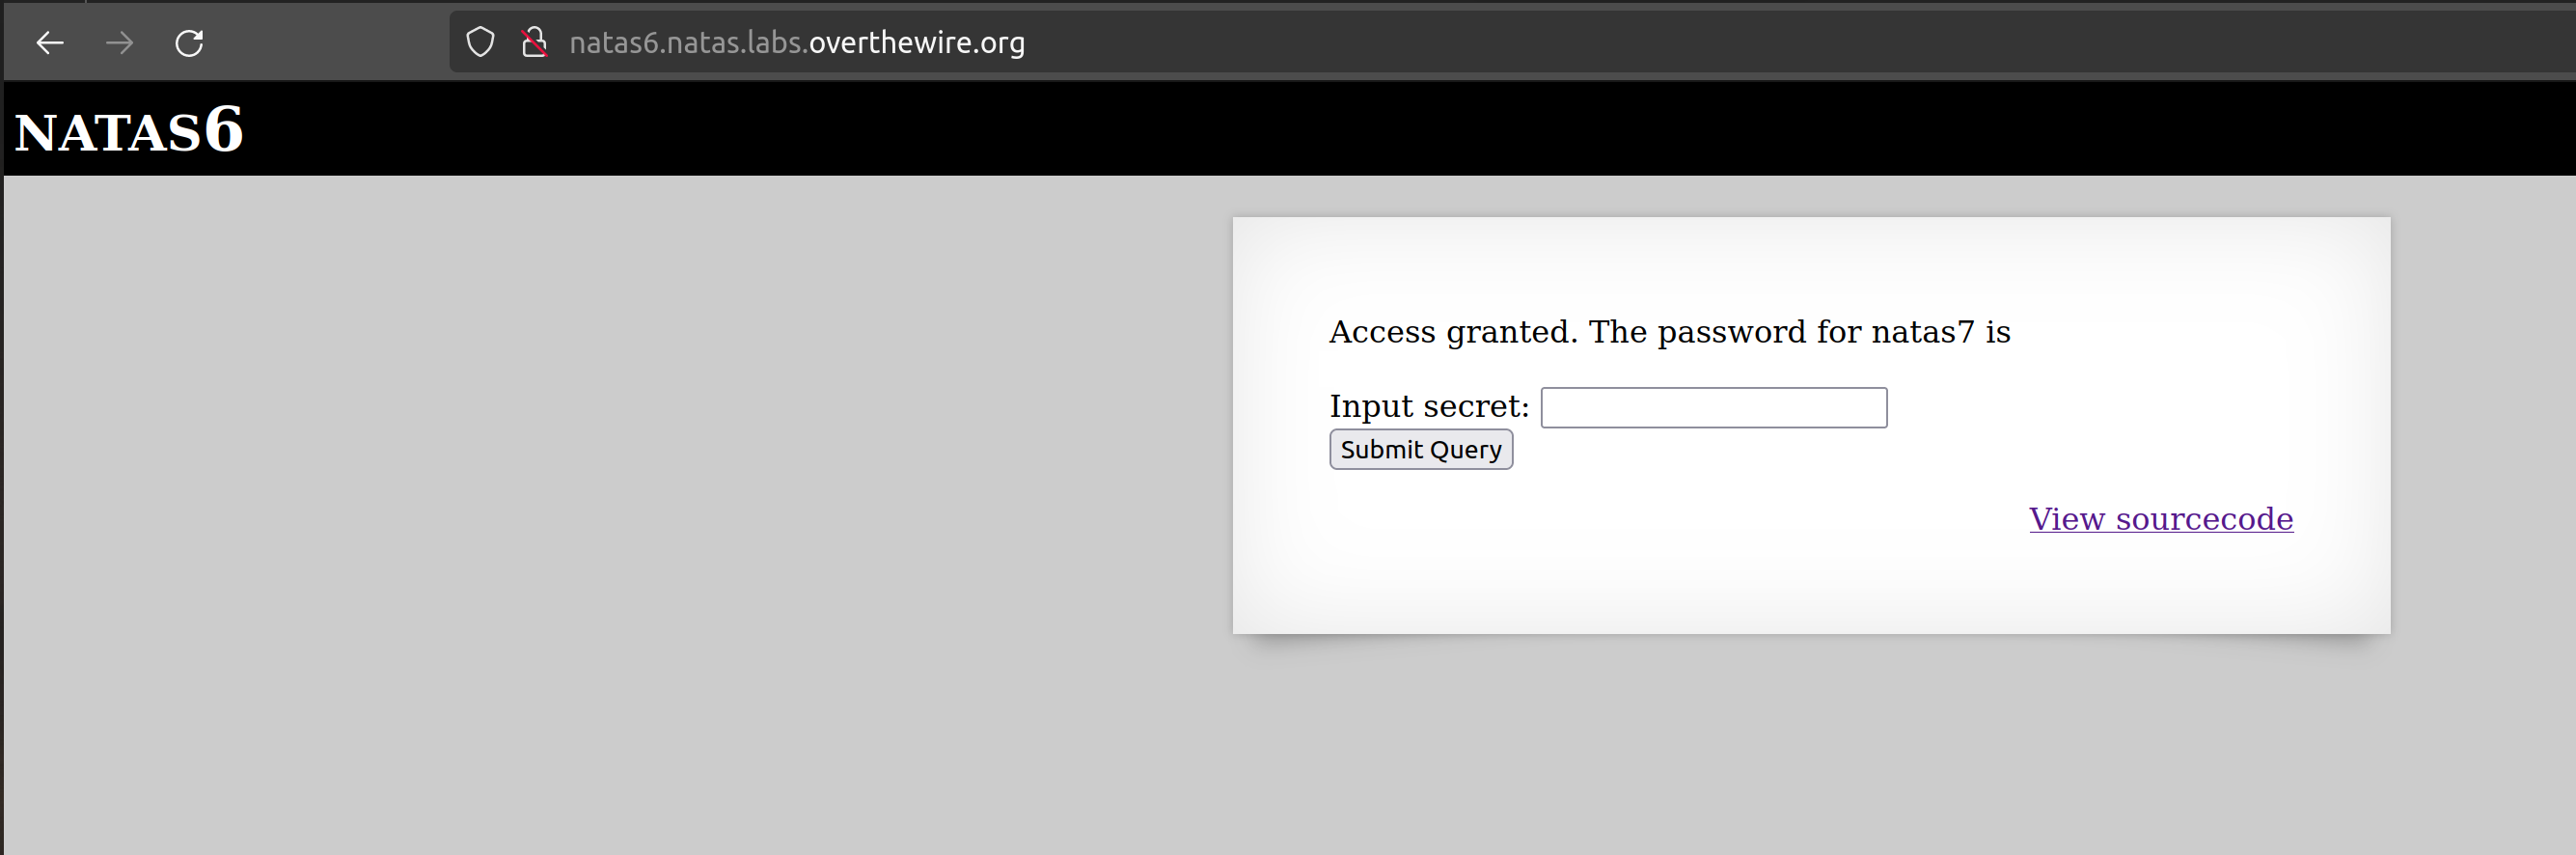 natas6.natas.labs.overthewire.org
NATAS6
Access granted. The password for natas7 is
Input secret:
Submit Query
View sourcecode